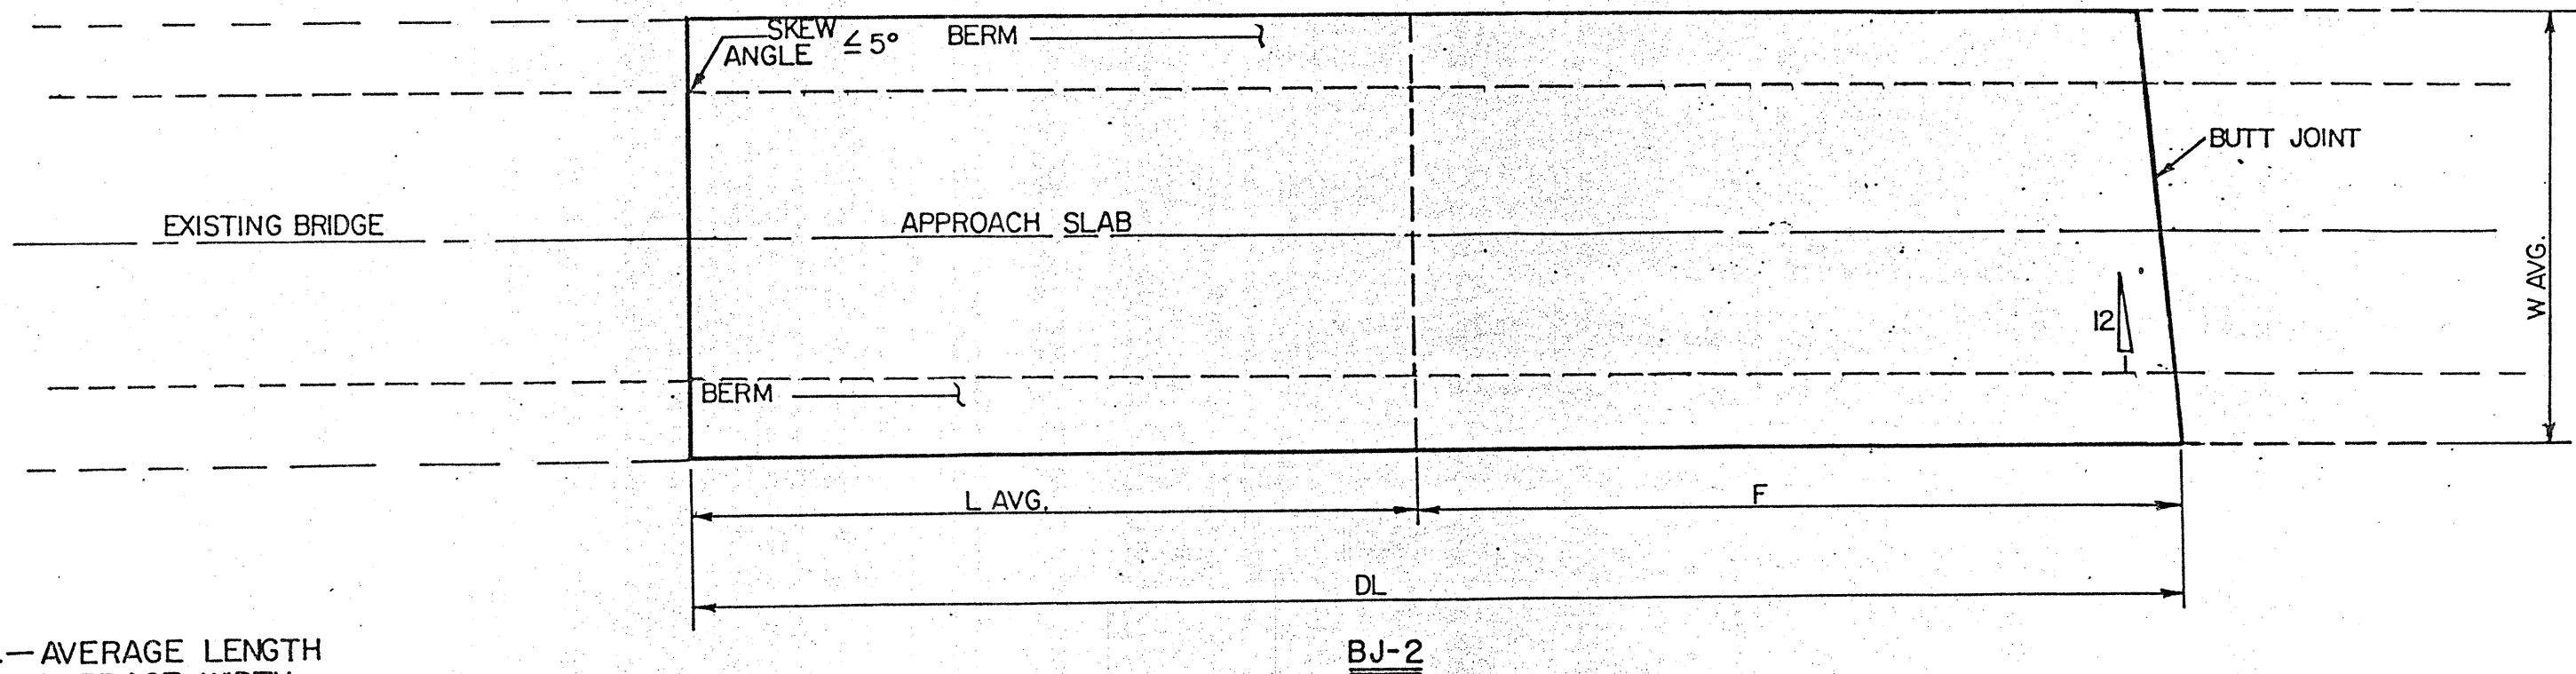 SKEW
ANGLE ≦ 5°
BERM
BUTT JOINT
EXISTING BRIDGE
APPROACH SLAB
W AVG.
12
1
BERM
L AVG.
F
DL
.— AVERAGE LENGTH
BJ-2